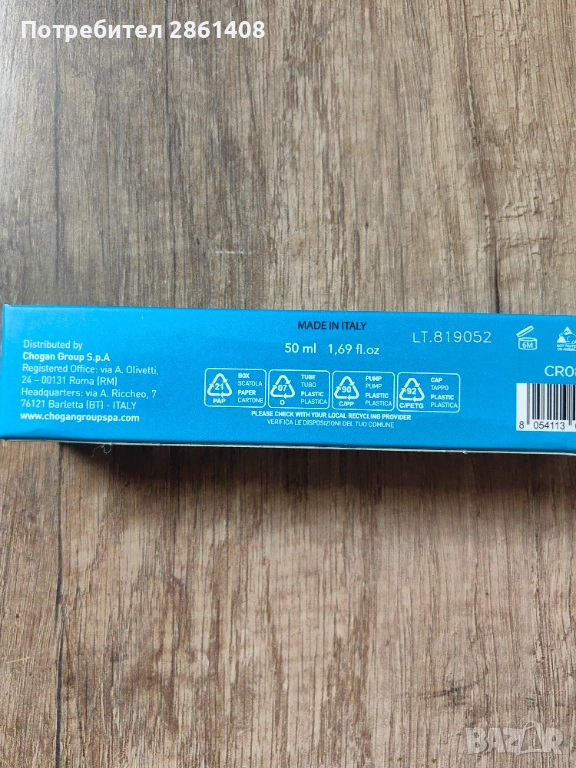 Потребител 2861408
MADE IN ITALY
Distributed by
Chogan Group S.p.A
Registered Office: via A. Olivetti,
24 – 00131 Roma (RM)
Headquarters: via A. Riccheo, 7
76121 Barletta (BT) - ITALY
www.chogangroupspa.com
50 ml 1,69 fl.oz
LT.819052
6M
21
PAP
BOX
SCATOLA
PAPER
CARTONE
07
O
TUBE
TUBO
PLASTIC
PLASTICA
90
C/PP
PUMP
PUMP
PLASTIC
PLASTICA
92
C/PETG
CAP
TAPPO
PLASTIC
PLASTICA
PLEASE CHECK WITH YOUR LOCAL RECYCLING PROVIDER
VERIFICA LE DISPOSIZIONI DEL TUO COMUNE
CR08
8 054113
BAZAR